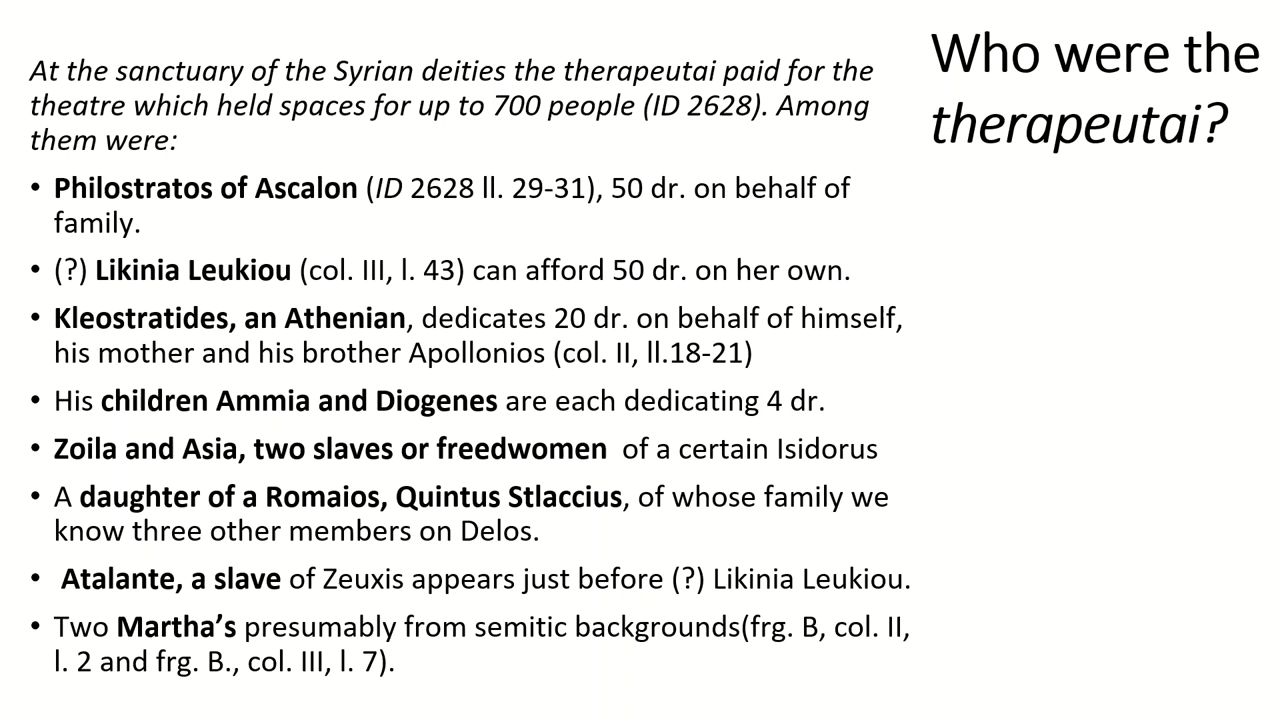 Who were the
therapeutai?
At the sanctuary of the Syrian deities the therapeutai paid for the
theatre which held spaces for up to 700 people (ID 2628). Among
them were:
• Philostratos of Ascalon (ID 2628 ll. 29-31), 50 dr. on behalf of
family.
• (?) Likinia Leukiou (col. III, l. 43) can afford 50 dr. on her own.
• Kleostratides, an Athenian, dedicates 20 dr. on behalf of himself,
his mother and his brother Apollonios (col. II, ll.18-21)
• His children Ammia and Diogenes are each dedicating 4 dr.
• Zoila and Asia, two slaves or freedwomen of a certain Isidorus
• A daughter of a Romaios, Quintus Stlaccius, of whose family we
know three other members on Delos.
• Atalante, a slave of Zeuxis appears just before (?) Likinia Leukiou.
• Two Martha’s presumably from semitic backgrounds(frg. B, col. II,
l. 2 and frg. B., col. III, l. 7).